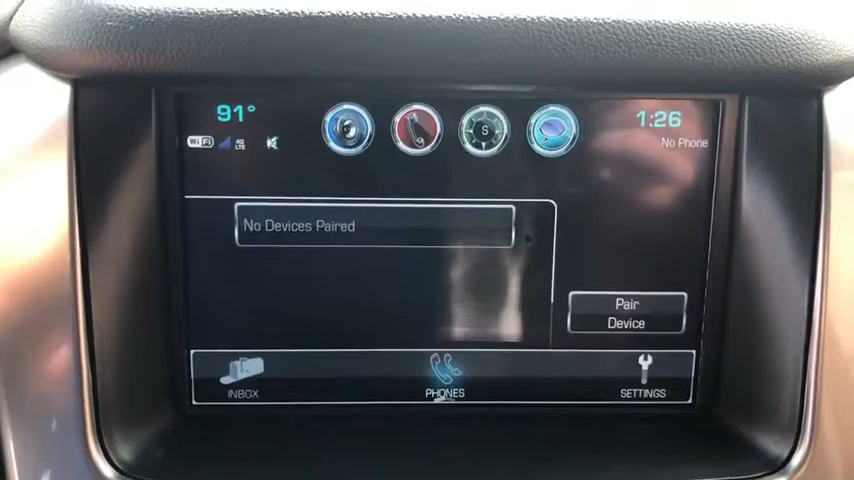 91°
1:26
WiFi
4G
LTE
S
No Phone
No Devices Paired
Pair
Device
INBOX
PHONES
SETTINGS